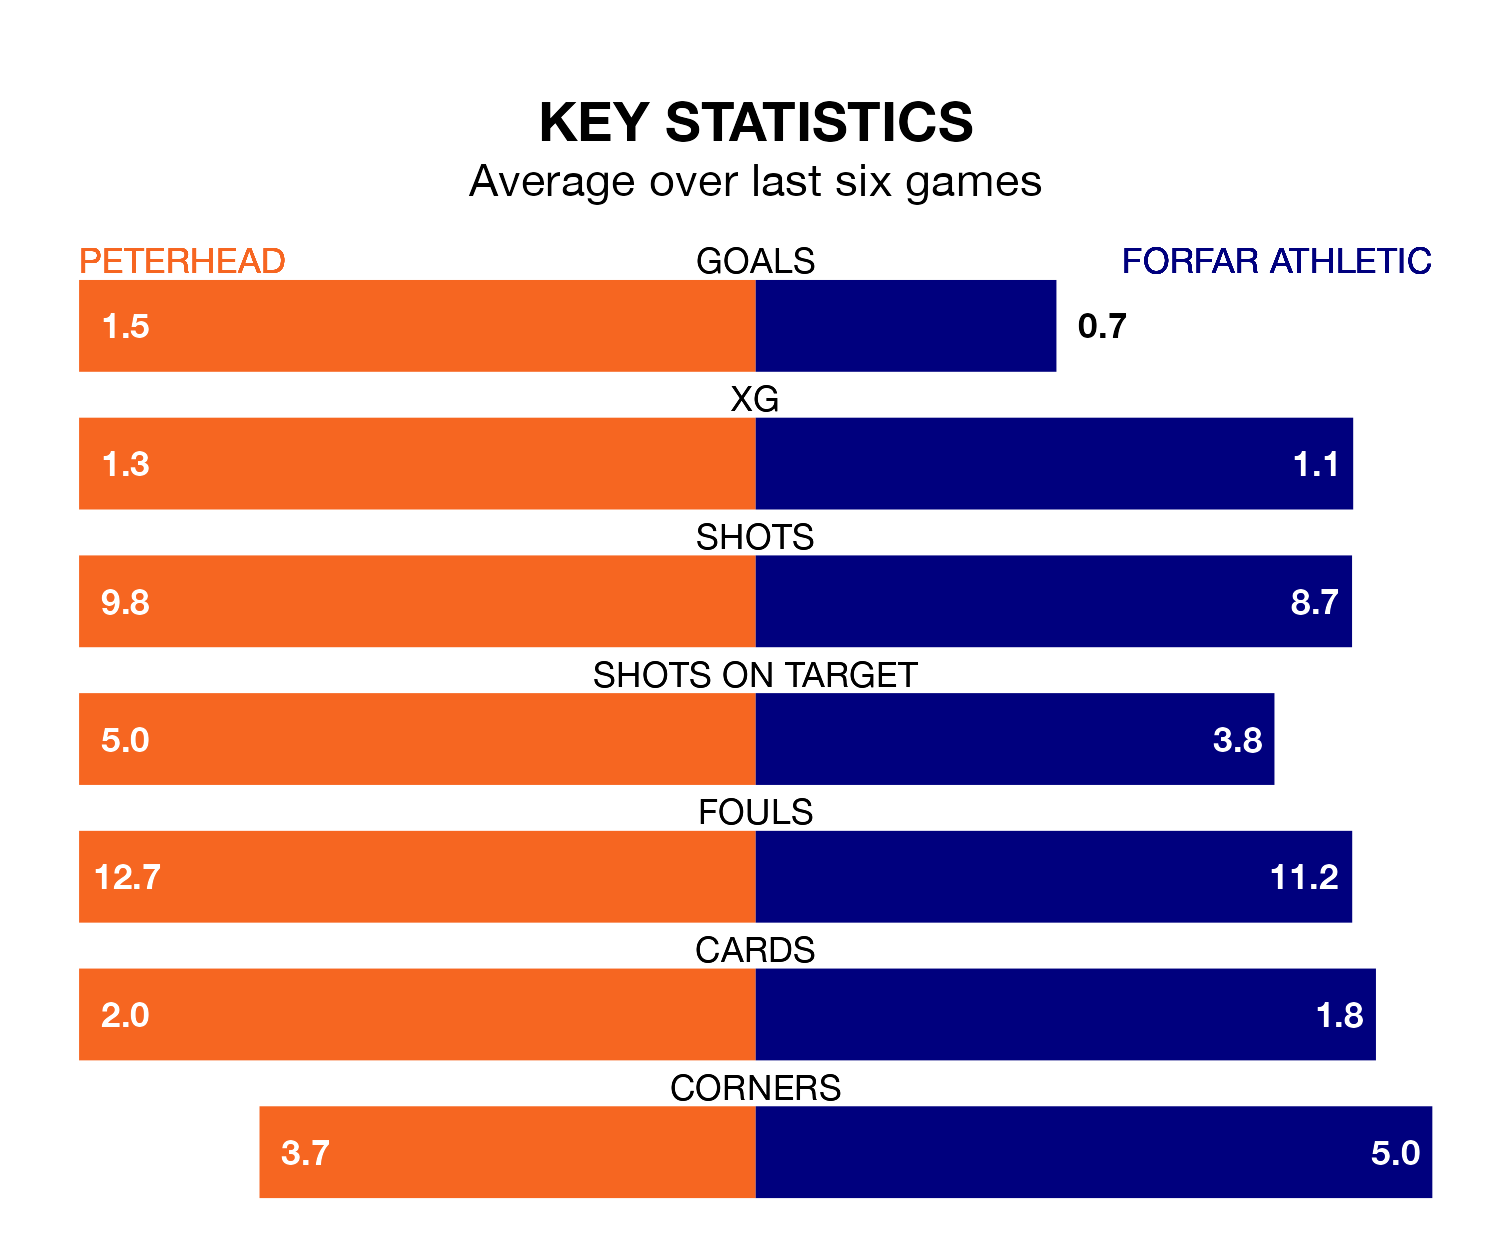 KEY STATISTICS
Average over last six games
PETERHEAD GOALS FORFAR ATHLETIC
1.5 0.7
XG
1.3 1.1
SHOTS
9.8 8.7
SHOTS ON TARGET
5.0 3.8
FOULS
12.7 11.2
CARDS
2.0 1.8
CORNERS
3.7 5.0